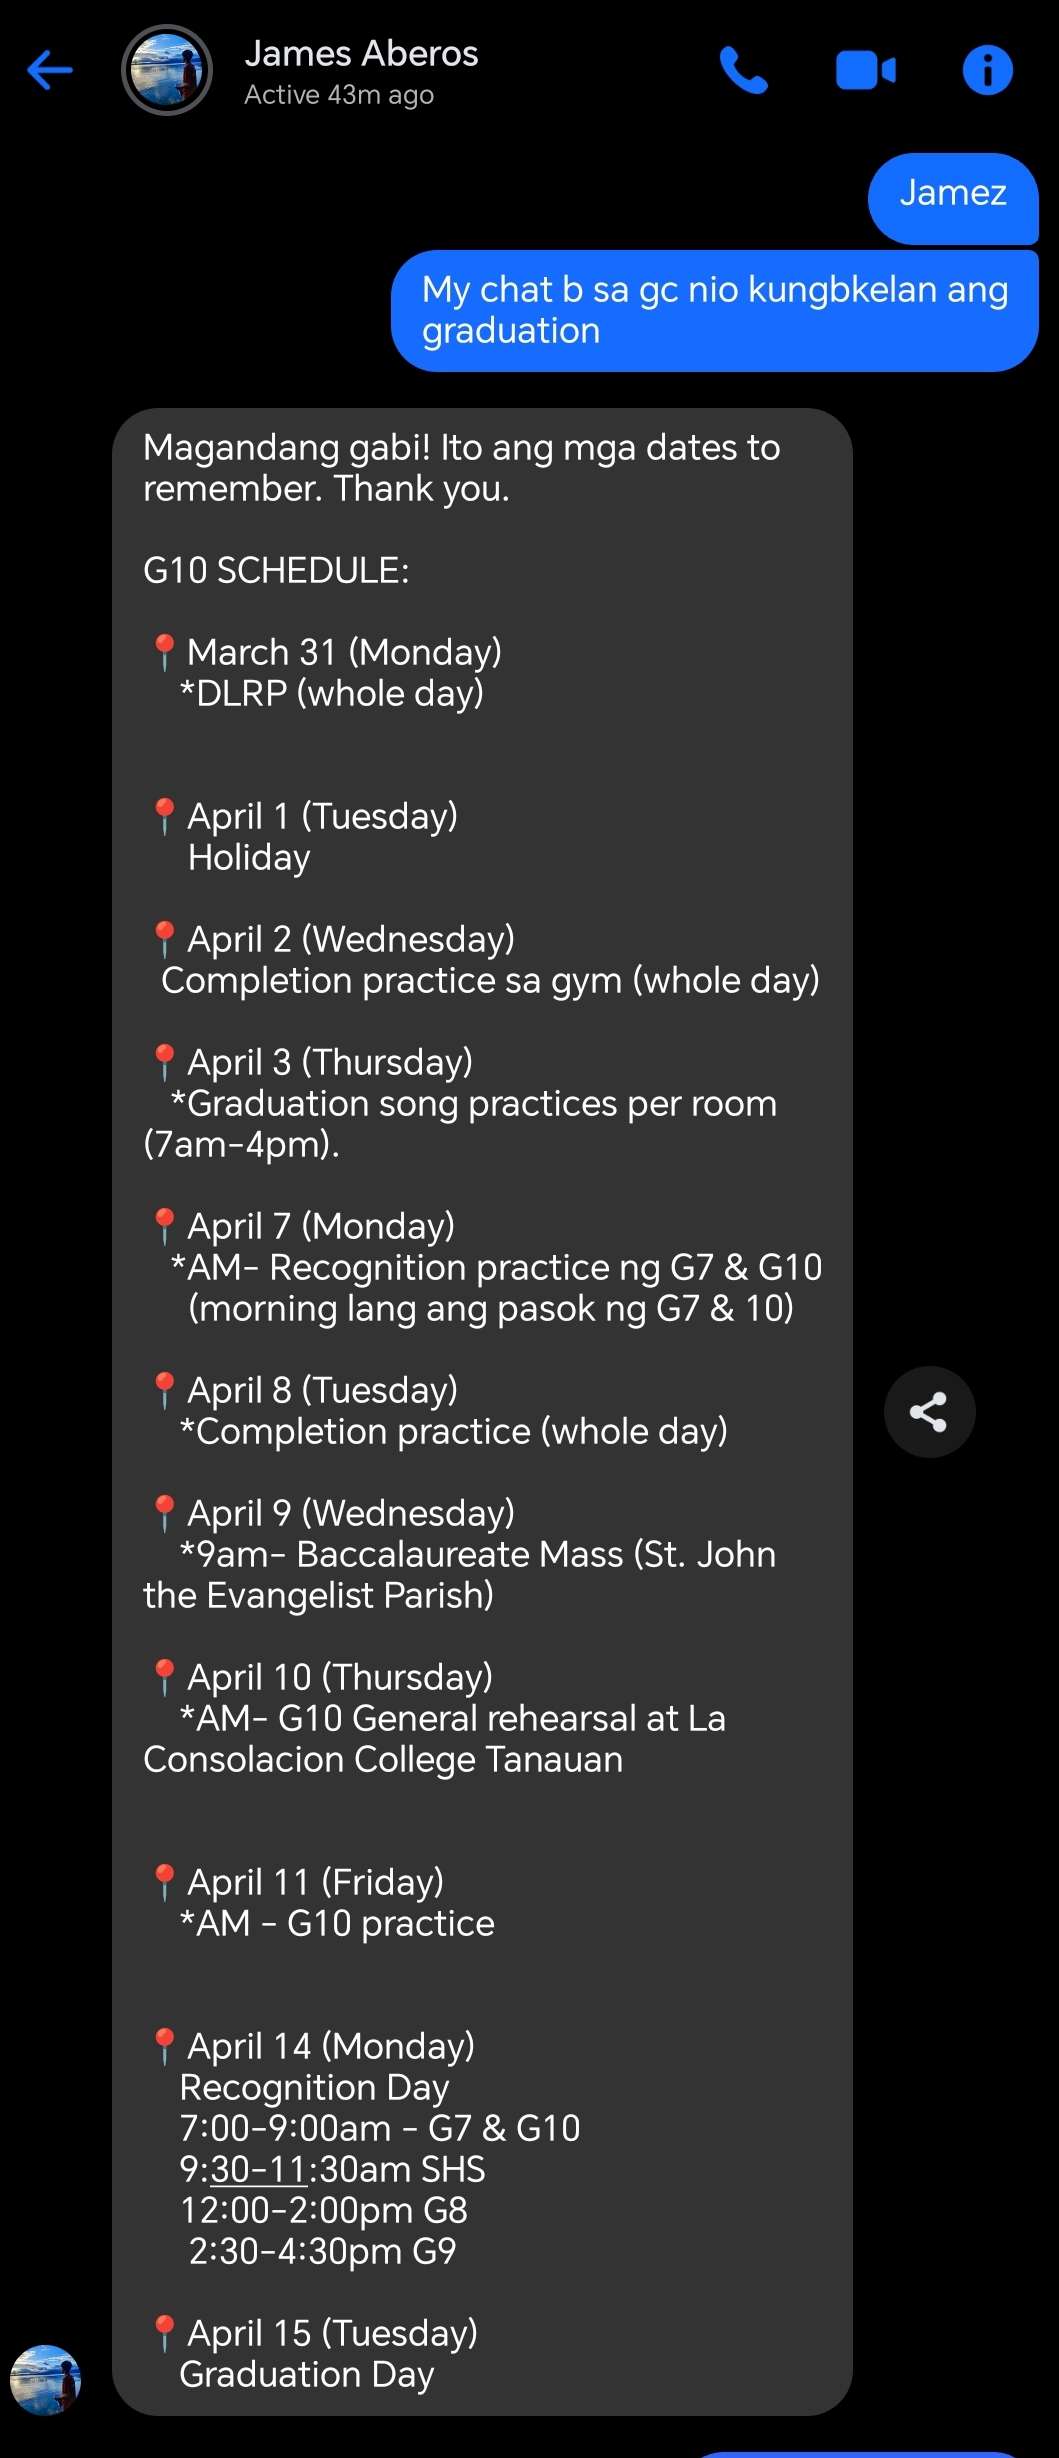 James Aberos
Active 43m ago
Jamez
My chat b sa gc nio kungbkelan ang
graduation
Magandang gabi! Ito ang mga dates to
remember. Thank you.
G10 SCHEDULE:
📍March 31 (Monday)
*DLRP (whole day)
📍April 1 (Tuesday)
Holiday
📍April 2 (Wednesday)
Completion practice sa gym (whole day)
📍April 3 (Thursday)
*Graduation song practices per room
(7am-4pm).
📍April 7 (Monday)
*AM- Recognition practice ng G7 & G10
(morning lang ang pasok ng G7 & 10)
📍April 8 (Tuesday)
*Completion practice (whole day)
📍April 9 (Wednesday)
*9am- Baccalaureate Mass (St. John
the Evangelist Parish)
📍April 10 (Thursday)
*AM- G10 General rehearsal at La
Consolacion College Tanauan
📍April 11 (Friday)
*AM - G10 practice
📍April 14 (Monday)
Recognition Day
7:00-9:00am - G7 & G10
9:30-11:30am SHS
12:00-2:00pm G8
2:30-4:30pm G9
📍April 15 (Tuesday)
Graduation Day